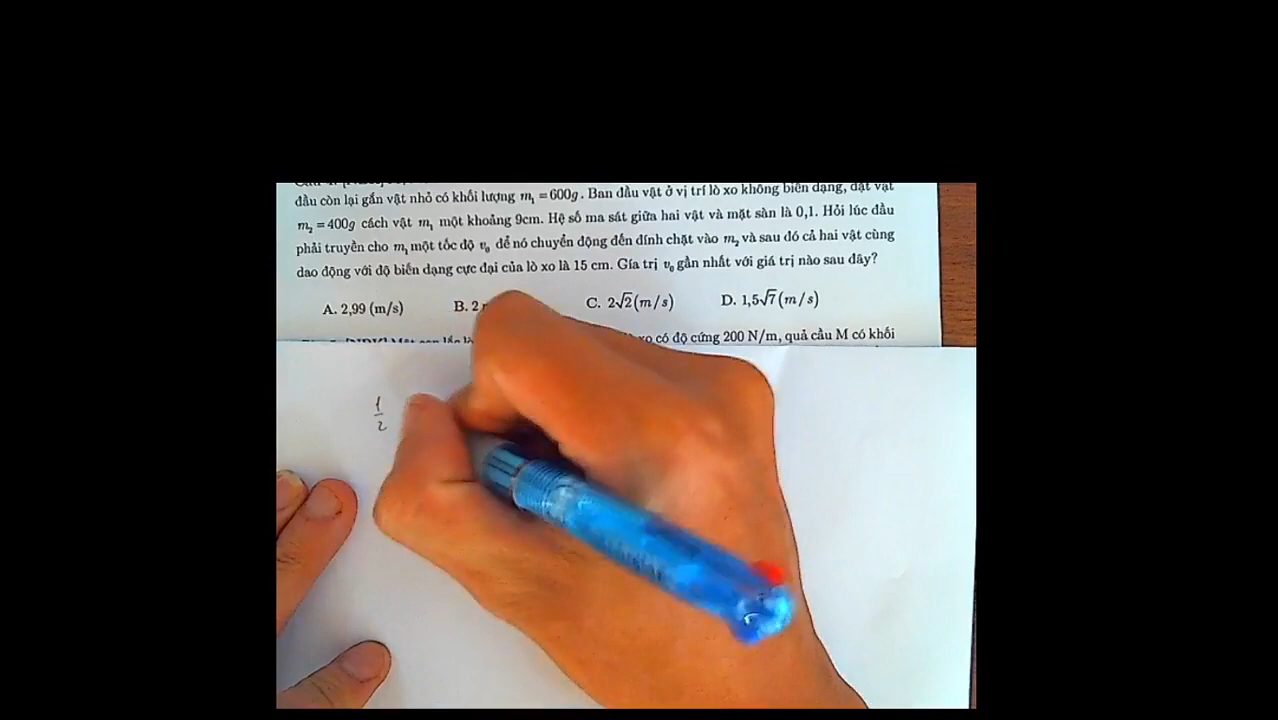 đầu còn lại gắn vật nhỏ có khối lượng m₁ = 600g. Ban đầu vật ở vị trí lò xo không biến dạng, đặt vật
m₂ = 400g cách vật m₁ một khoảng 9cm. Hệ số ma sát giữa hai vật và mặt sàn là 0,1. Hỏi lúc đầu
phải truyền cho m₁ một tốc độ v₀ để nó chuyển động đến dính chặt vào m₂ và sau đó cả hai vật cùng
dao động với độ biến dạng cực đại của lò xo là 15 cm. Gía trị v₀ gần nhất với giá trị nào sau đây?
A. 2,99 (m/s) B. 2 C. 2√2(m/s) D. 1,5√7(m/s)
có độ cứng 200 N/m, quả cầu M có khối
1/2